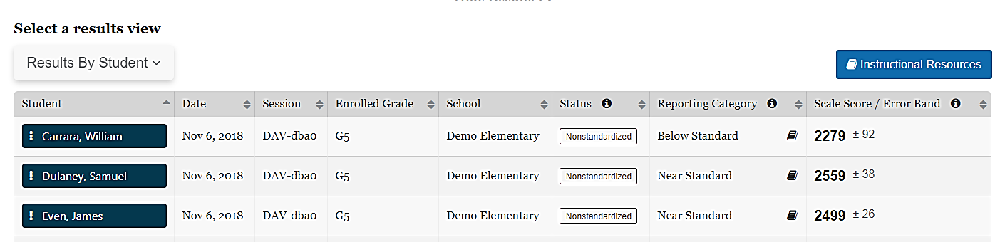 Hide Results
Select a results view
Results By Student
Instructional Resources
Student Date Session Enrolled Grade School Status Reporting Category Scale Score / Error Band
Carrara, William Nov 6, 2018 DAV-dba0 G5 Demo Elementary Nonstandardized Below Standard 2279 ± 92
Dulaney, Samuel Nov 6, 2018 DAV-dba0 G5 Demo Elementary Nonstandardized Near Standard 2559 ± 38
Even, James Nov 6, 2018 DAV-dba0 G5 Demo Elementary Nonstandardized Near Standard 2499 ± 26